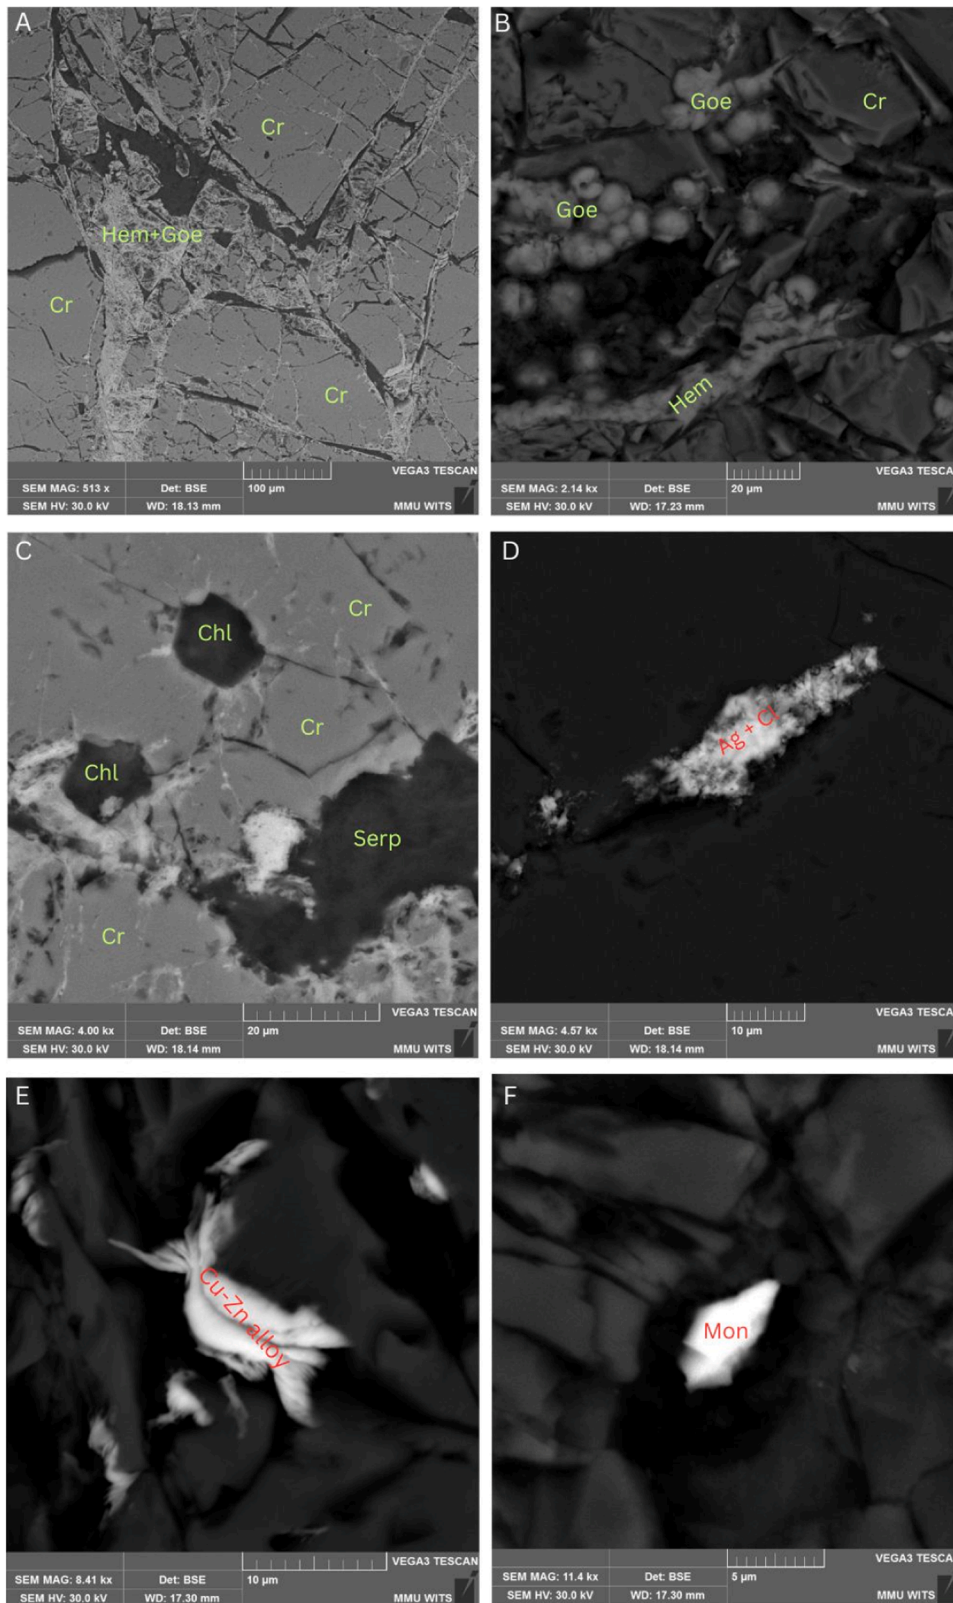 A
Cr
Hem+Goe
Cr
Cr
VEGA3 TESCAN
SEM MAG: 513 x
Det: BSE
100 µm
SEM HV: 30.0 kV
WD: 18.13 mm
MMU WITS
B
Goe
Cr
Goe
Hem
VEGA3 TESCA
SEM MAG: 2.14 kx
Det: BSE
20 µm
SEM HV: 30.0 kV
WD: 17.23 mm
MMU WITS
C
Cr
Chl
Cr
Chl
Serp
Cr
VEGA3 TESCAN
SEM MAG: 4.00 kx
Det: BSE
20 µm
SEM HV: 30.0 kV
WD: 18.14 mm
MMU WITS
D
Ag + Cl
VEGA3 TESCA
SEM MAG: 4.57 kx
Det: BSE
10 µm
SEM HV: 30.0 kV
WD: 18.14 mm
MMU WITS
E
Cu-Zn alloy
VEGA3 TESCAN
SEM MAG: 8.41 kx
Det: BSE
10 µm
SEM HV: 30.0 kV
WD: 17.30 mm
MMU WITS
F
Mon
VEGA3 TESCA
SEM MAG: 11.4 kx
Det: BSE
5 µm
SEM HV: 30.0 kV
WD: 17.30 mm
MMU WITS